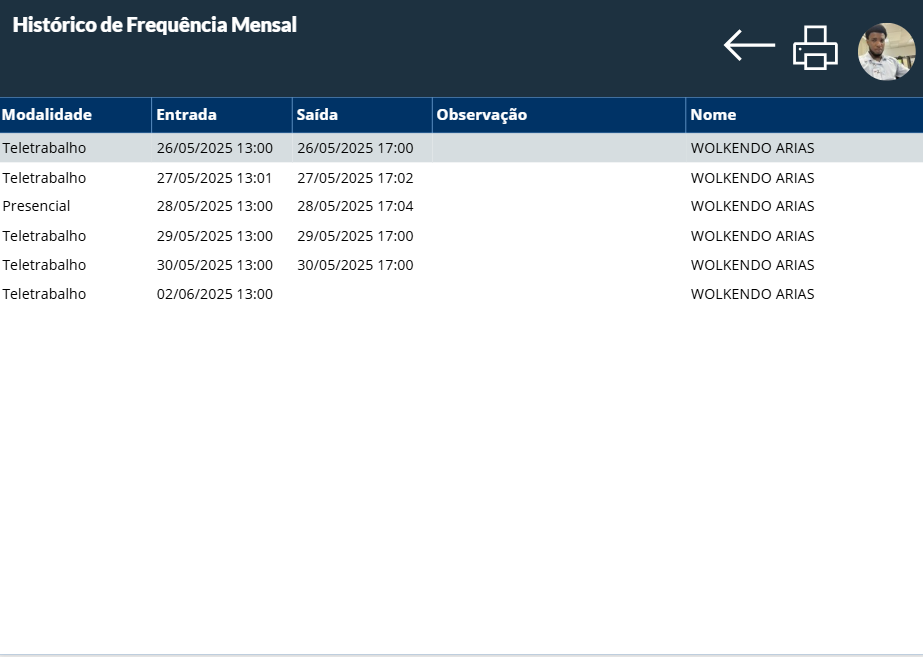 Histórico de Frequência Mensal
Modalidade Entrada Saída Observação Nome
Teletrabalho 26/05/2025 13:00 26/05/2025 17:00 WOLKENDO ARIAS
Teletrabalho 27/05/2025 13:01 27/05/2025 17:02 WOLKENDO ARIAS
Presencial 28/05/2025 13:00 28/05/2025 17:04 WOLKENDO ARIAS
Teletrabalho 29/05/2025 13:00 29/05/2025 17:00 WOLKENDO ARIAS
Teletrabalho 30/05/2025 13:00 30/05/2025 17:00 WOLKENDO ARIAS
Teletrabalho 02/06/2025 13:00 WOLKENDO ARIAS